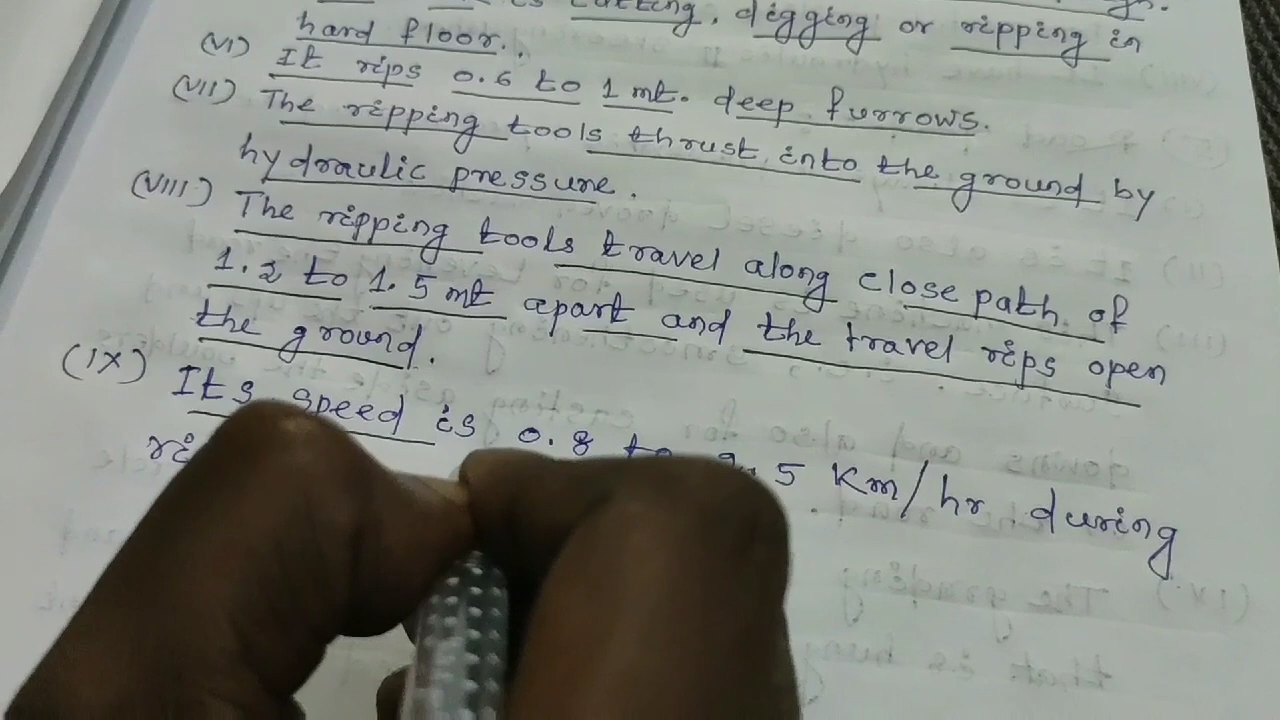 is cutting, digging or ripping in
hard floor.
(VI) It rips 0.6 to 1 mt. deep furrows.
(VII) The ripping tools thrust into the ground by
hydraulic pressure.
(VIII) The ripping tools travel along close path of
1.2 to 1.5 mt apart and the travel rips open
the ground.
(IX) Its speed is 0.8 to 2.5 Km/hr during